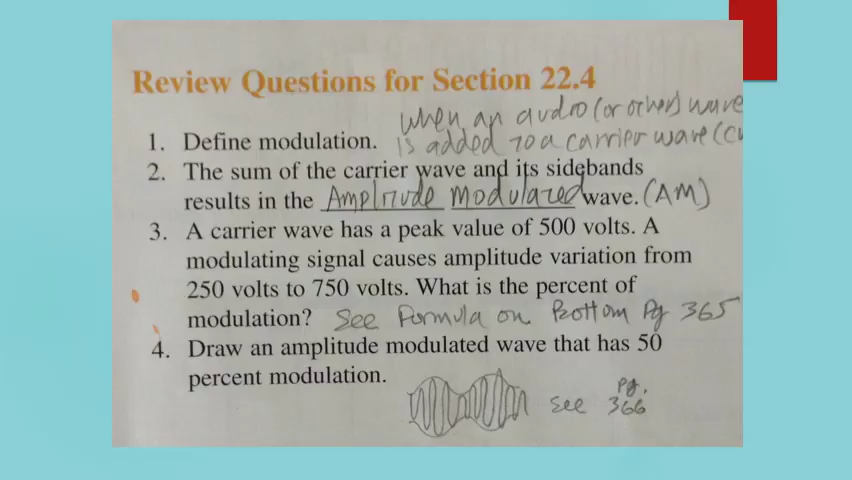 Review Questions for Section 22.4
when an audio (or other) wave
1. Define modulation. is added to a carrier wave (CW
2. The sum of the carrier wave and its sidebands
results in the Amplitude Modulated wave. (AM)
3. A carrier wave has a peak value of 500 volts. A
modulating signal causes amplitude variation from
250 volts to 750 volts. What is the percent of
modulation? See Formula on Bottom Pg 365
4. Draw an amplitude modulated wave that has 50
percent modulation.
see Pg. 366